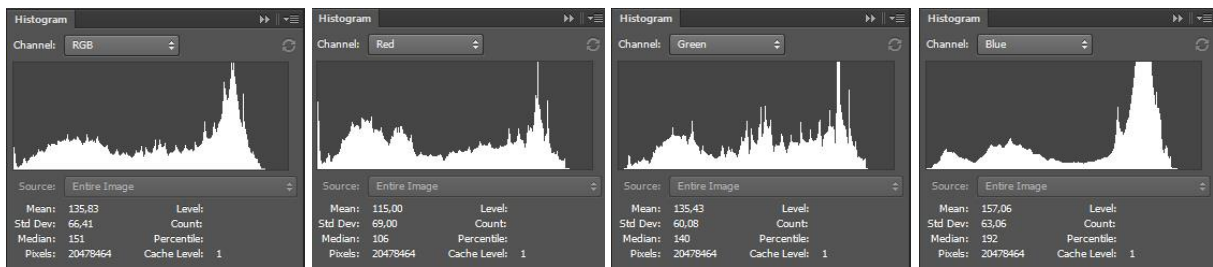 Histogram
Channel: RGB
Source: Entire Image
Mean: 135,83 Level:
Std Dev: 66,41 Count:
Median: 151 Percentile:
Pixels: 20478464 Cache Level: 1
Histogram
Channel: Red
Source: Entire Image
Mean: 115,00 Level:
Std Dev: 69,00 Count:
Median: 106 Percentile:
Pixels: 20478464 Cache Level: 1
Histogram
Channel: Green
Source: Entire Image
Mean: 135,43 Level:
Std Dev: 60,08 Count:
Median: 140 Percentile:
Pixels: 20478464 Cache Level: 1
Histogram
Channel: Blue
Source: Entire Image
Mean: 157,06 Level:
Std Dev: 63,06 Count:
Median: 192 Percentile:
Pixels: 20478464 Cache Level: 1